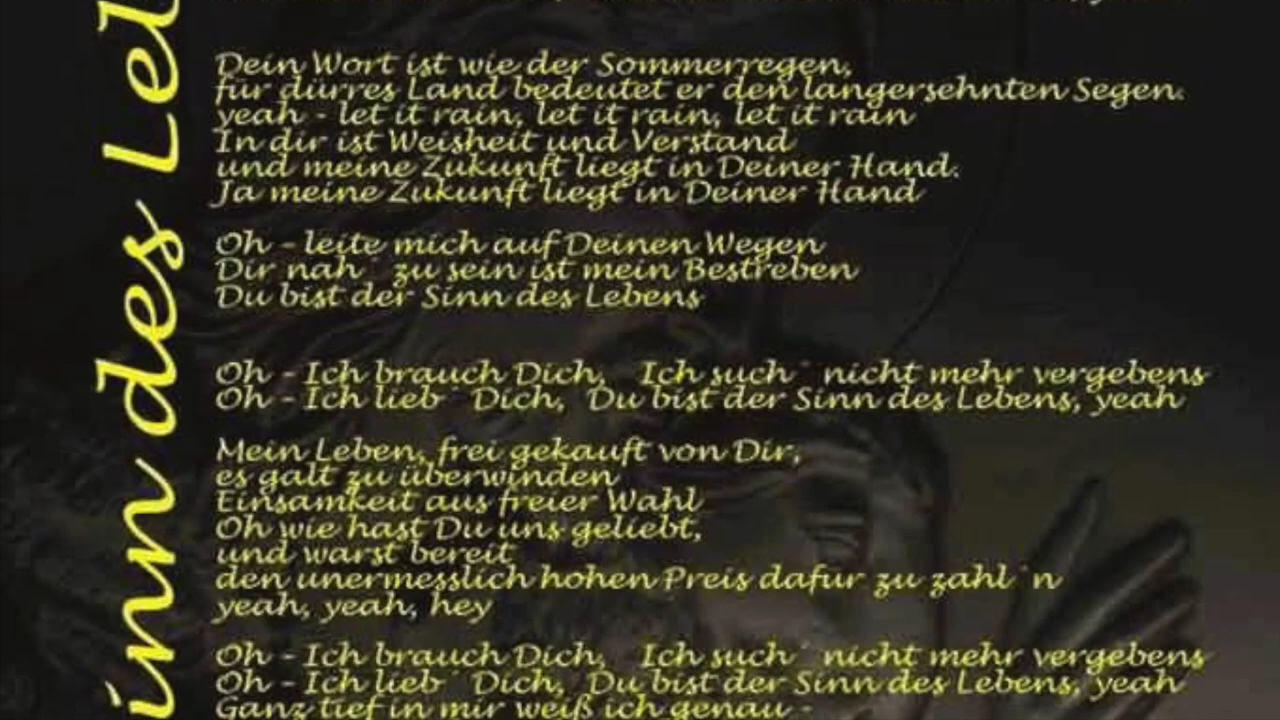 inn des Le
Dein Wort ist wie der Sommerregen,
für dürres Land bedeutet er den langersehnten Segen.
yeah - let it rain, let it rain, let it rain
In dir ist Weisheit und Verstand
und meine Zukunft liegt in Deiner Hand.
Ja meine Zukunft liegt in Deiner Hand
Oh - leite mich auf Deinen Wegen
Dir nah´ zu sein ist mein Bestreben
Du bist der Sinn des Lebens
Oh - Ich brauch Dich, Ich such´ nicht mehr vergebens
Oh - Ich lieb´ Dich, Du bist der Sinn des Lebens, yeah
Mein Leben, frei gekauft von Dir,
es galt zu überwinden
Einsamkeit aus freier Wahl
Oh wie hast Du uns geliebt,
und warst bereit
den unermesslich hohen Preis dafür zu zahl´n
yeah, yeah, hey
Oh - Ich brauch Dich, Ich such´ nicht mehr vergebens
Oh - Ich lieb´ Dich, Du bist der Sinn des Lebens, yeah
Ganz tief in mir weiß ich genau -